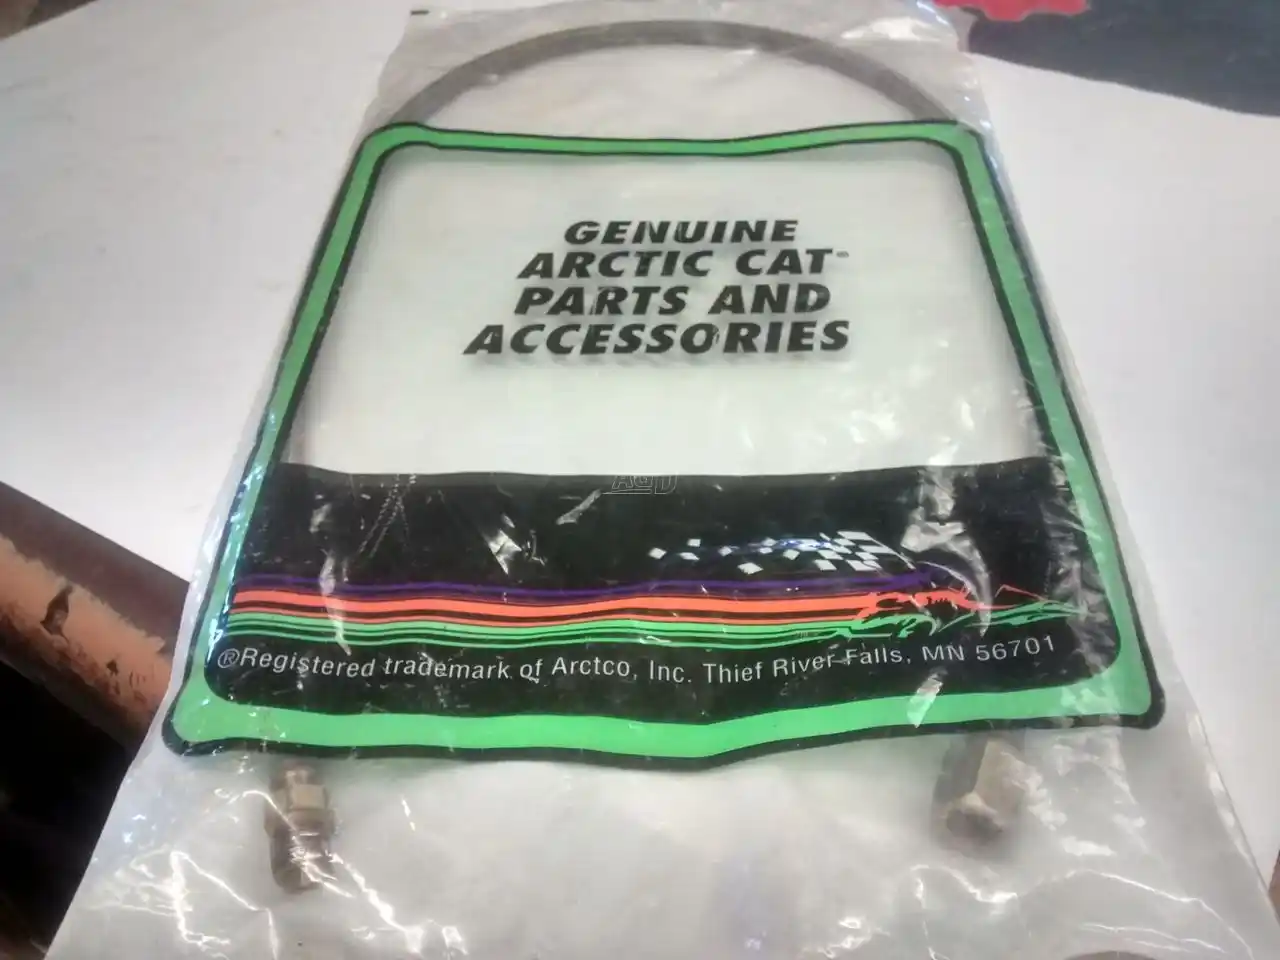 GENUINE
ARCTIC CAT®
PARTS AND
ACCESSORIES
®Registered trademark of Arctco, Inc. Thief River Falls, MN 56701